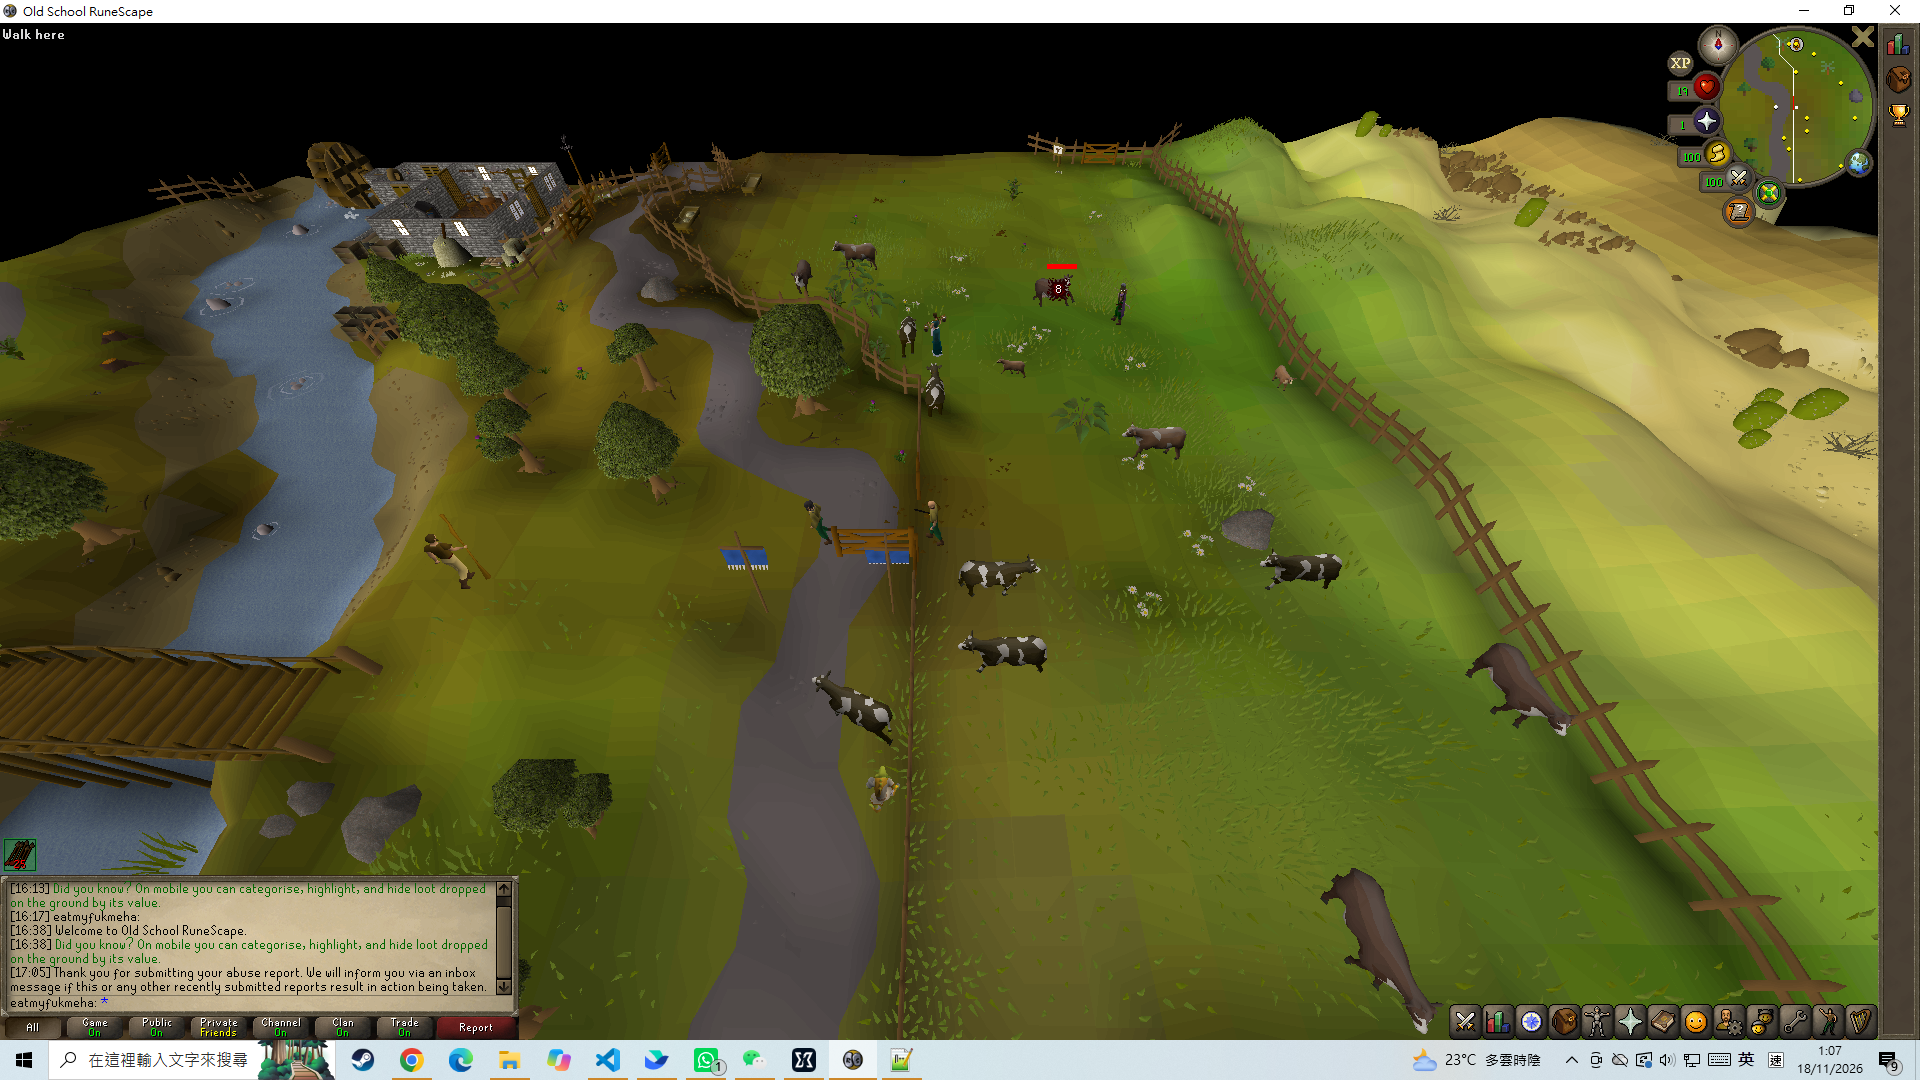 Old School RuneScape
Walk here
N
XP
19
1
100
100
8
25
[16:13] Did you know? On mobile you can categorise, highlight, and hide loot dropped
on the ground by its value.
[16:17] eatmyfukmeha:
[16:38] Welcome to Old School RuneScape.
[16:38] Did you know? On mobile you can categorise, highlight, and hide loot dropped
on the ground by its value.
[17:05] Thank you for submitting your abuse report. We will inform you via an inbox
message if this or any other recently submitted reports result in action being taken.
eatmyfukmeha: *
All
Game
On
Public
On
Private
Friends
Channel
On
Clan
On
Trade
On
Report
在這裡輸入文字來搜尋
1
23°C 多雲時陰
英
速
1:07
18/11/2026
9